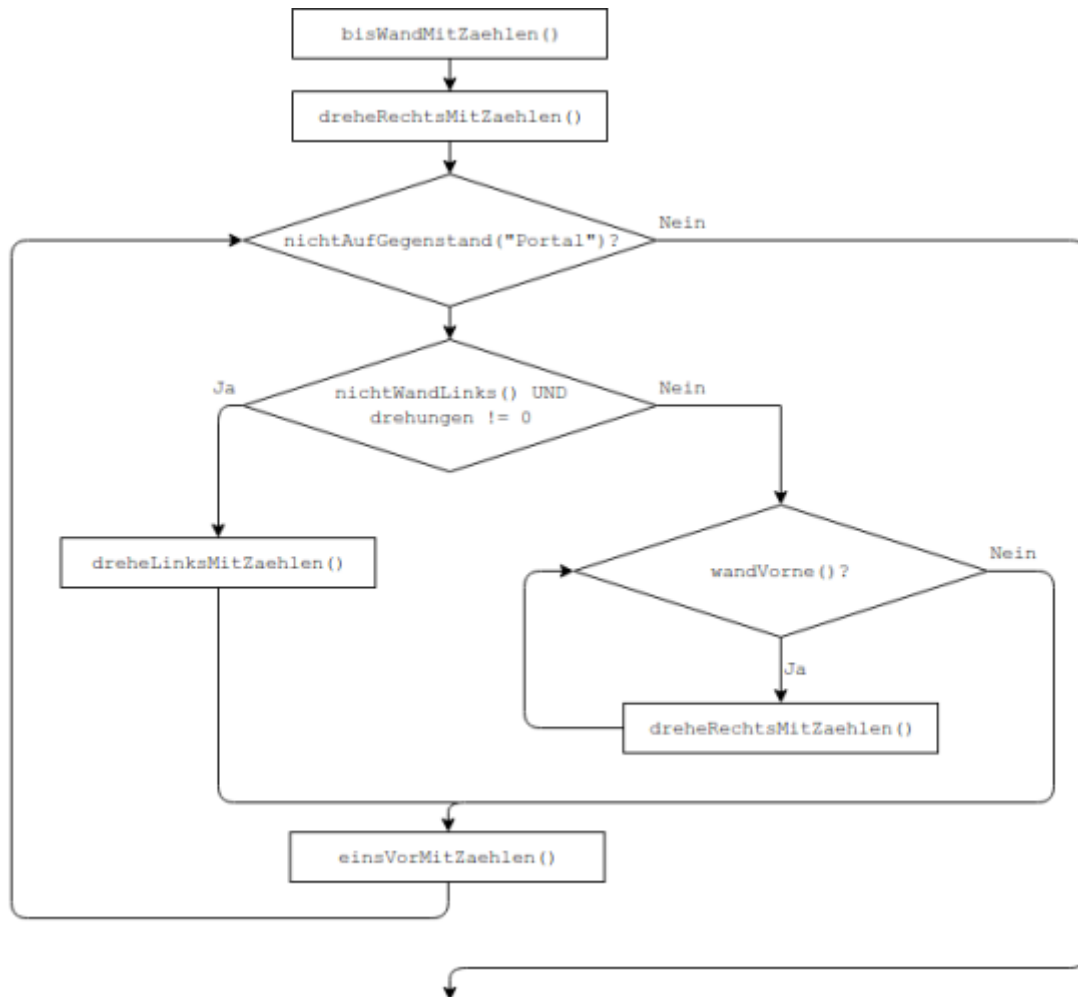 bisWandMitZaehlen()
dreheRechtsMitZaehlen()
nichtAufGegenstand("Portal")?
Nein
nichtWandLinks() UND
drehungen != 0
Ja
Nein
dreheLinksMitZaehlen()
wandVorne()?
Nein
Ja
dreheRechtsMitZaehlen()
einsVorMitZaehlen()